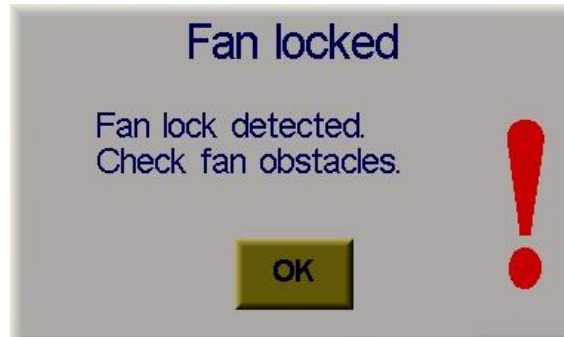 Fan locked
Fan lock detected.
Check fan obstacles.
OK